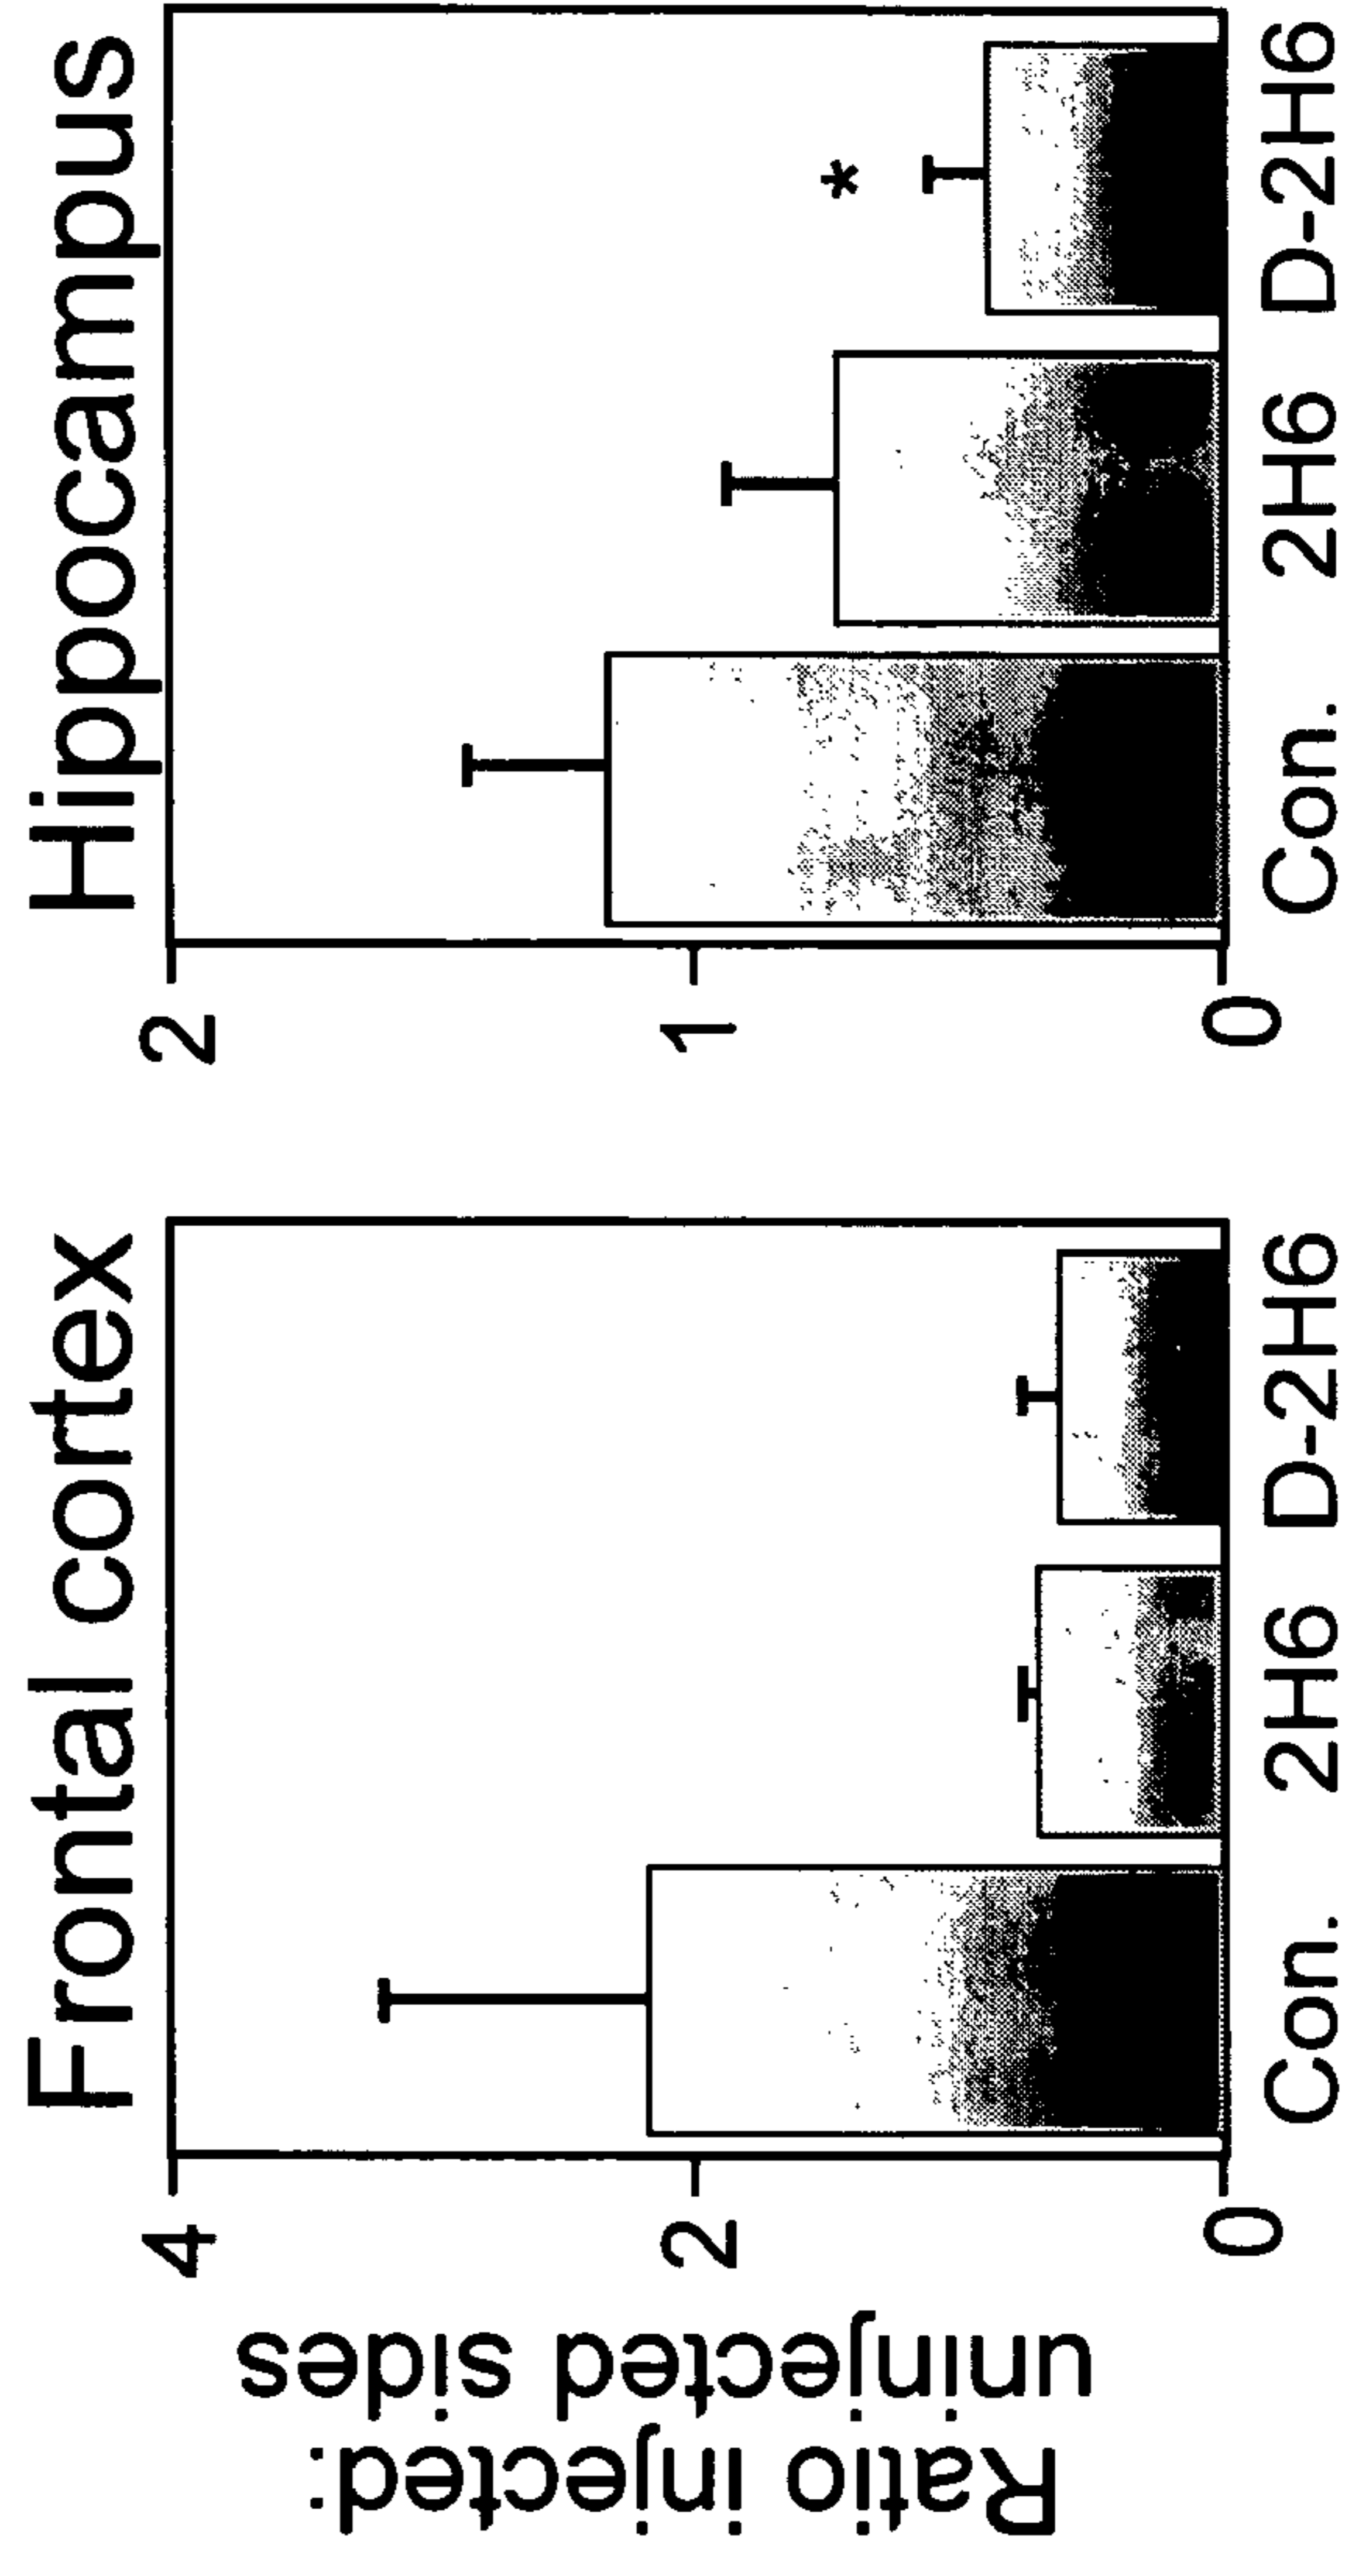 Frontal cortex
Ratio injected:
uninjected sides
4
2
0
Con. 2H6 D-2H6
Hippocampus
2
1
0
*
Con. 2H6 D-2H6